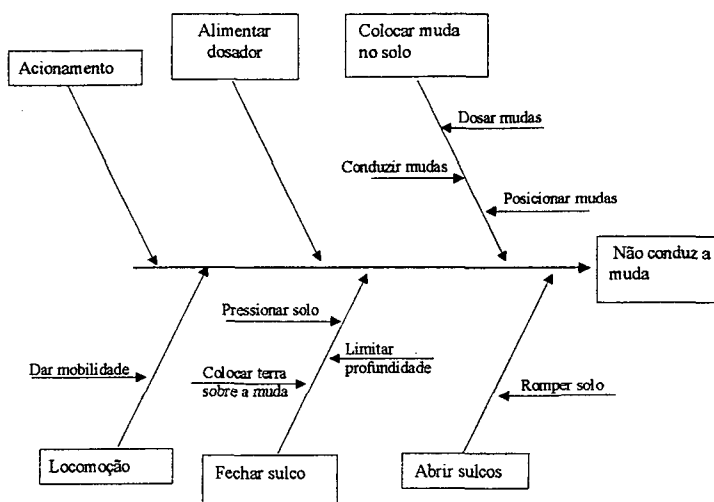 Acionamento
Alimentar
dosador
Colocar muda
no solo
Dosar mudas
Conduzir mudas
Posicionar mudas
Não conduz a
muda
Pressionar solo
Dar mobilidade
Colocar terra
sobre a muda
Limitar
profundidade
Romper solo
Locomoção
Fechar sulco
Abrir sulcos